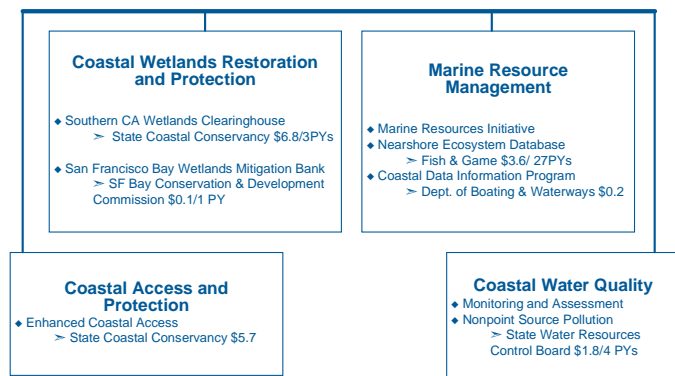 Coastal Wetlands Restoration
and Protection
◆ Southern CA Wetlands Clearinghouse
➢ State Coastal Conservancy $6.8/3PYs
◆ San Francisco Bay Wetlands Mitigation Bank
➢ SF Bay Conservation & Development
Commission $0.1/1 PY
Marine Resource
Management
◆ Marine Resources Initiative
◆ Nearshore Ecosystem Database
➢ Fish & Game $3.6/ 27PYs
◆ Coastal Data Information Program
➢ Dept. of Boating & Waterways $0.2
Coastal Access and
Protection
◆ Enhanced Coastal Access
➢ State Coastal Conservancy $5.7
Coastal Water Quality
◆ Monitoring and Assessment
◆ Nonpoint Source Pollution
➢ State Water Resources
Control Board $1.8/4 PYs